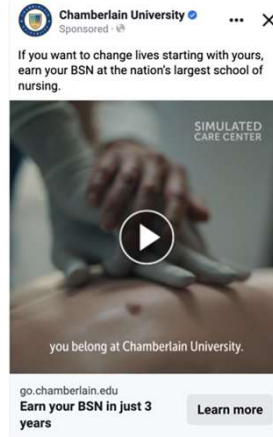 Chamberlain University
Sponsored ·
If you want to change lives starting with yours,
earn your BSN at the nation's largest school of
nursing.
SIMULATED
CARE CENTER
you belong at Chamberlain University.
go.chamberlain.edu
Earn your BSN in just 3
years
Learn more